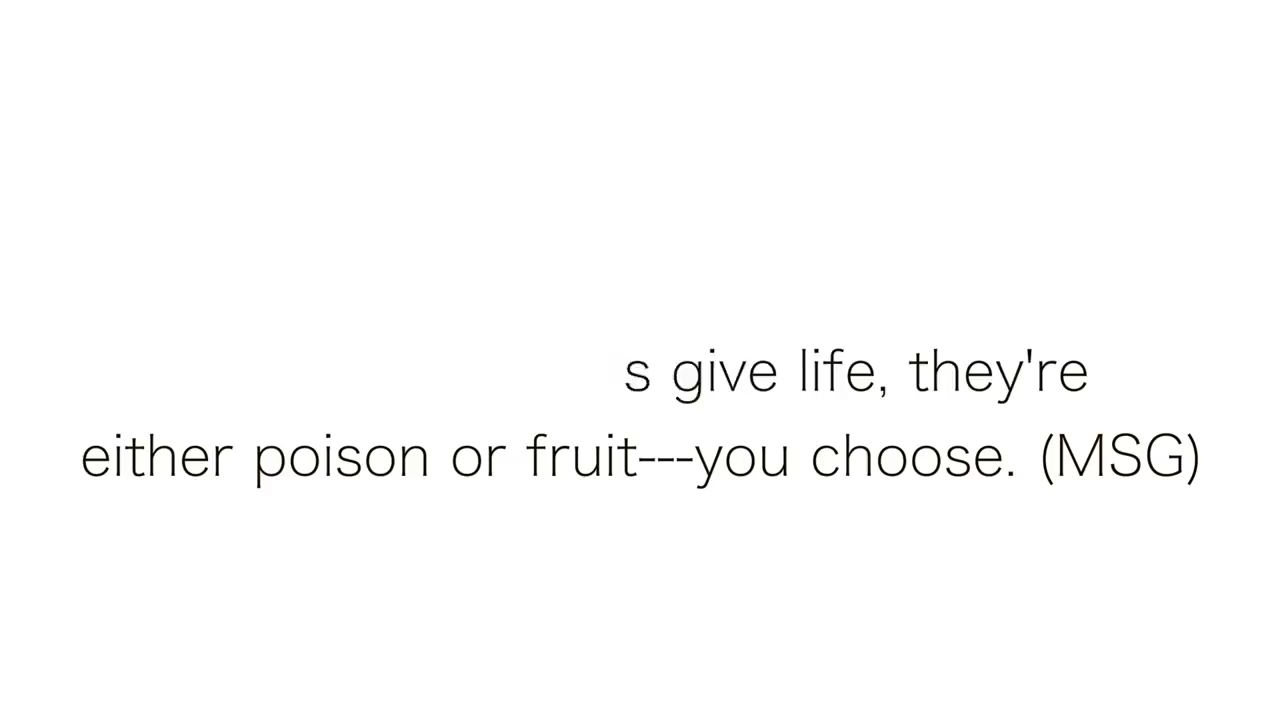 s give life, they're
either poison or fruit---you choose. (MSG)